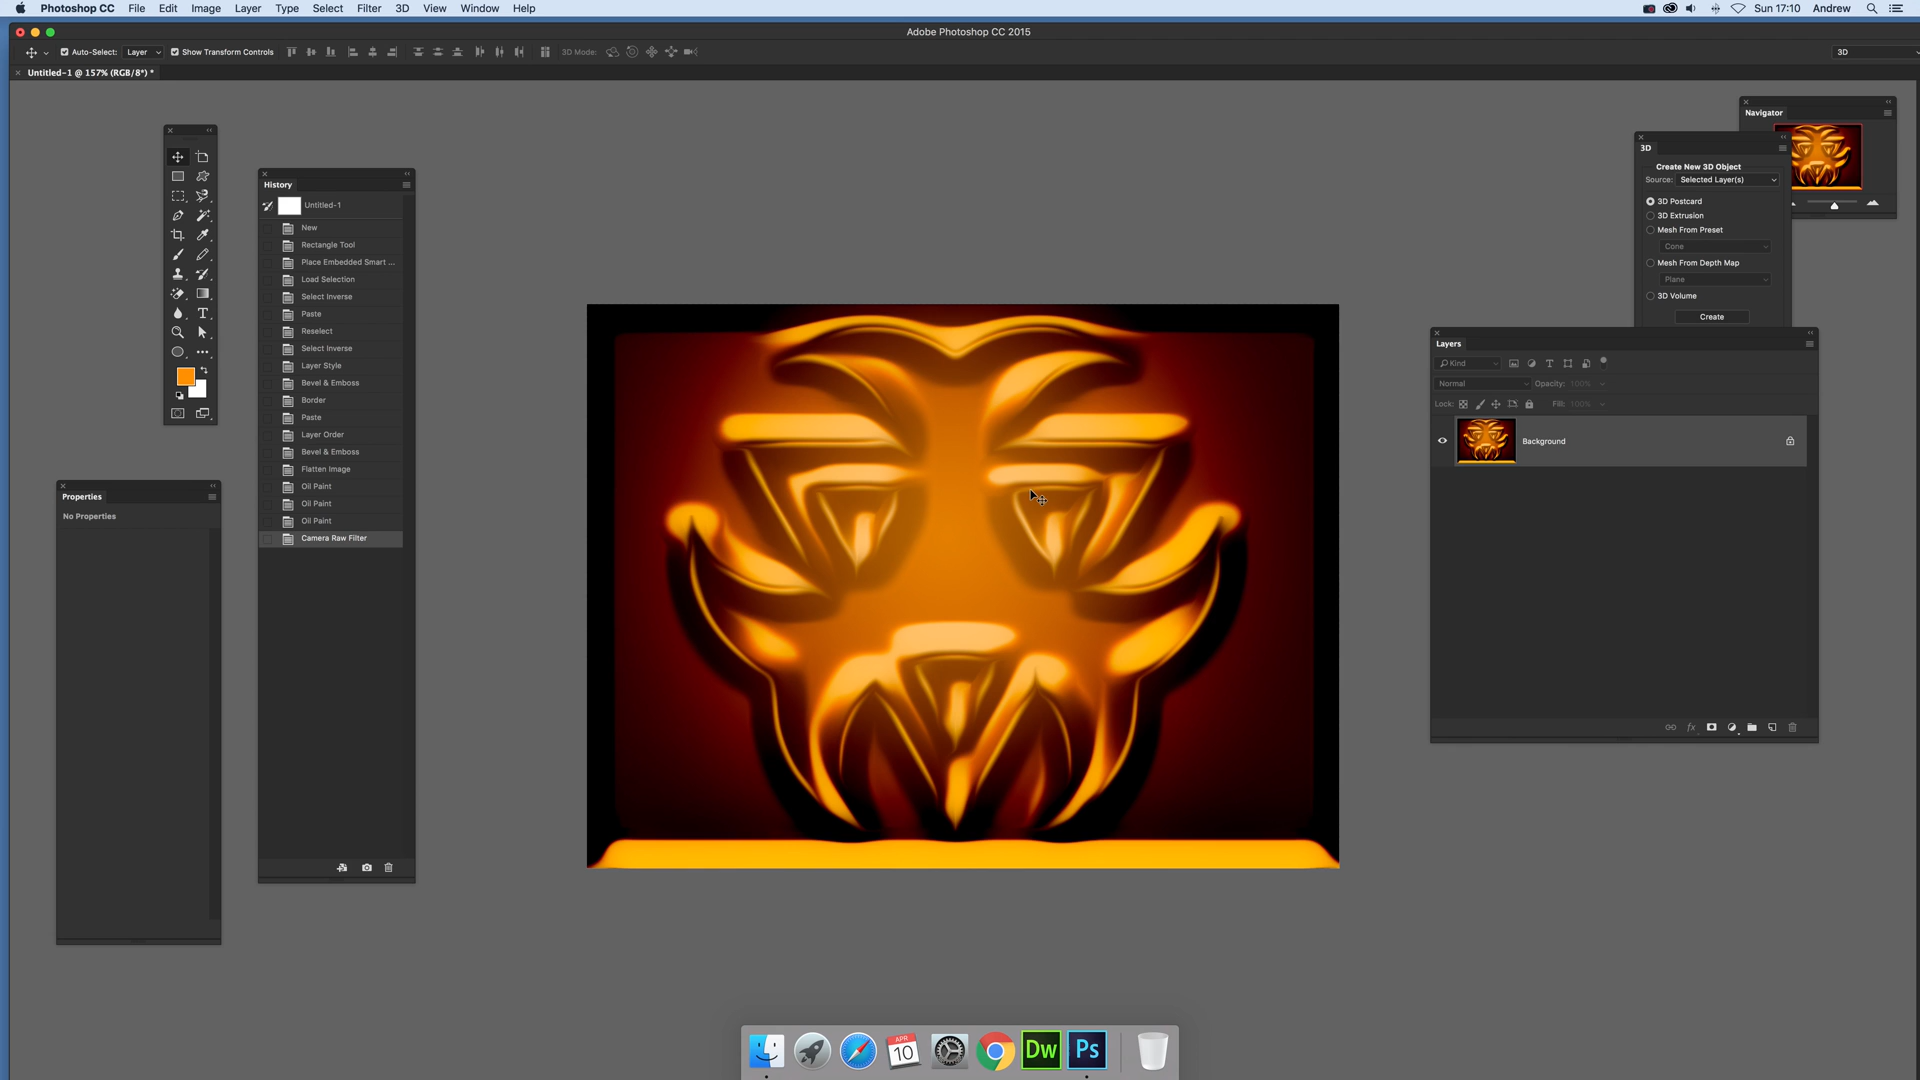 Photoshop CC File Edit Image Layer Type Select Filter 3D View Window Help Sun 17:10 Andrew
Adobe Photoshop CC 2015
Auto-Select: Layer Show Transform Controls 3D Mode: 3D
Untitled-1 @ 157% (RGB/8*) *
History
Untitled-1
New
Rectangle Tool
Place Embedded Smart ...
Load Selection
Select Inverse
Paste
Reselect
Select Inverse
Layer Style
Bevel & Emboss
Border
Paste
Layer Order
Bevel & Emboss
Flatten Image
Oil Paint
Oil Paint
Oil Paint
Camera Raw Filter
Properties
No Properties
Navigator
3D
Create New 3D Object
Source: Selected Layer(s)
3D Postcard
3D Extrusion
Mesh From Preset
Cone
Mesh From Depth Map
Plane
3D Volume
Create
Layers
Kind
Normal Opacity: 100%
Lock: Fill: 100%
Background
APR
10
Dw
Ps